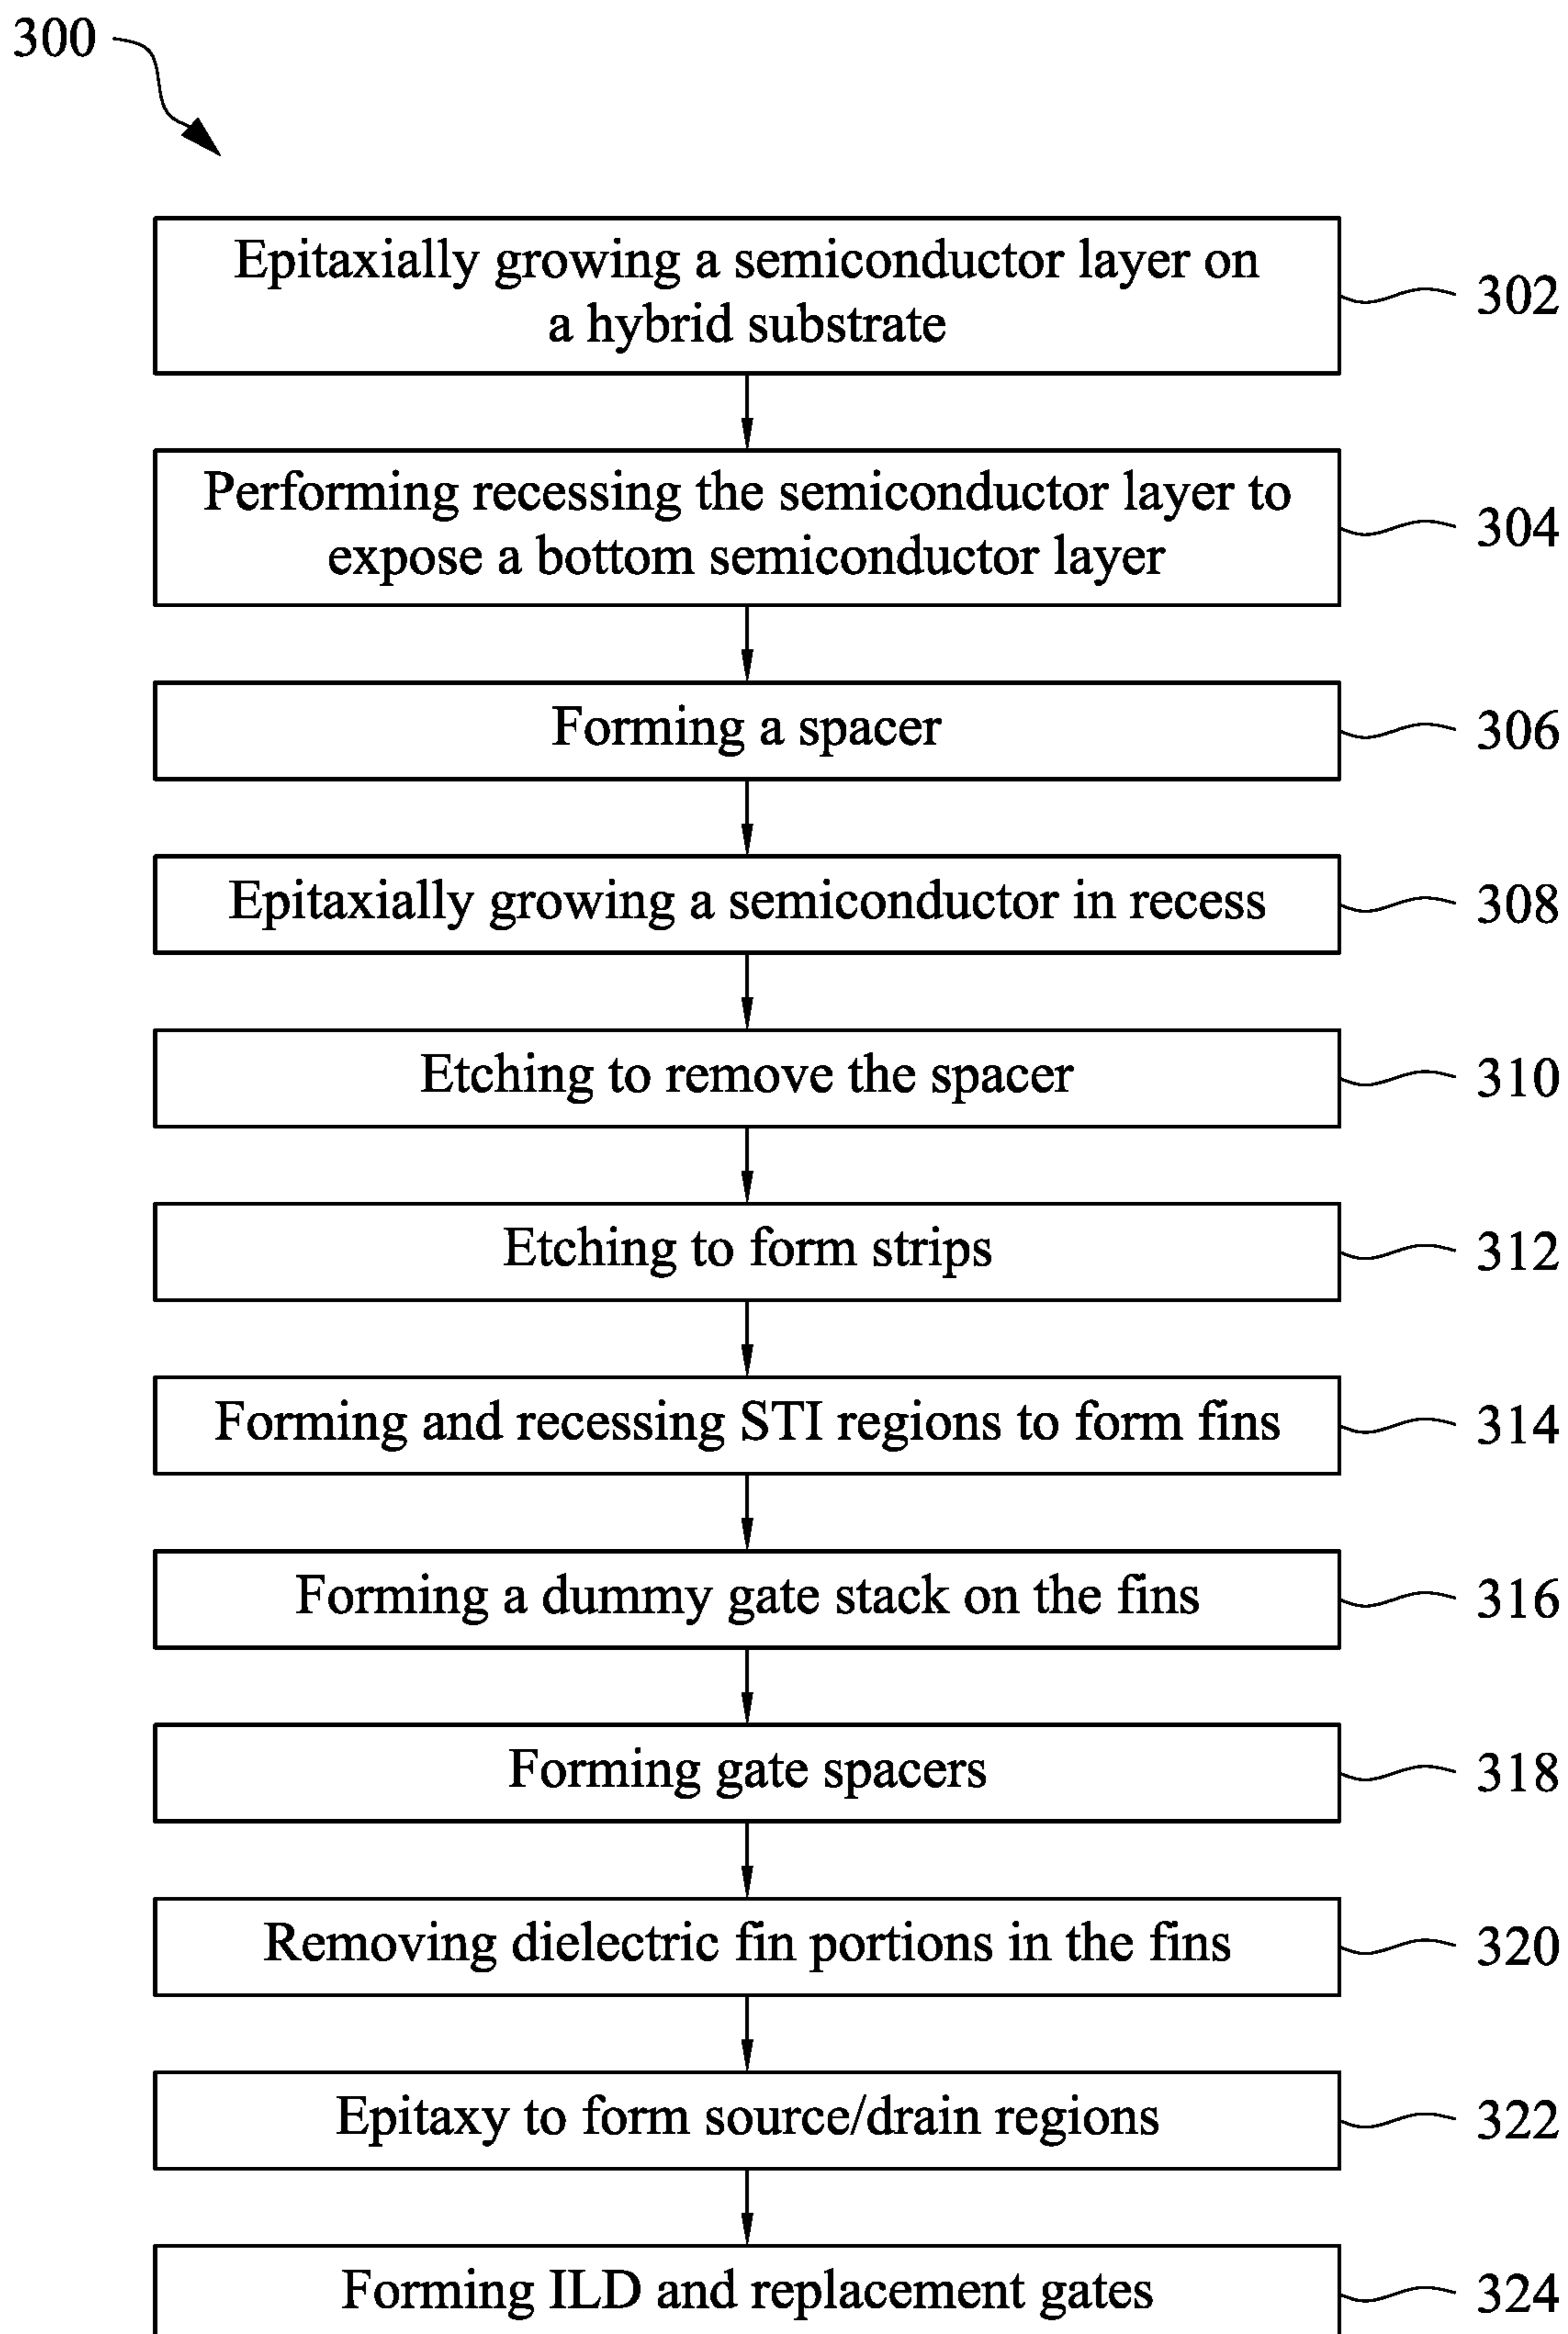 300
Epitaxially growing a semiconductor layer on
a hybrid substrate
302
Performing recessing the semiconductor layer to
expose a bottom semiconductor layer
304
Forming a spacer
306
Epitaxially growing a semiconductor in recess
308
Etching to remove the spacer
310
Etching to form strips
312
Forming and recessing STI regions to form fins
314
Forming a dummy gate stack on the fins
316
Forming gate spacers
318
Removing dielectric fin portions in the fins
320
Epitaxy to form source/drain regions
322
Forming ILD and replacement gates
324